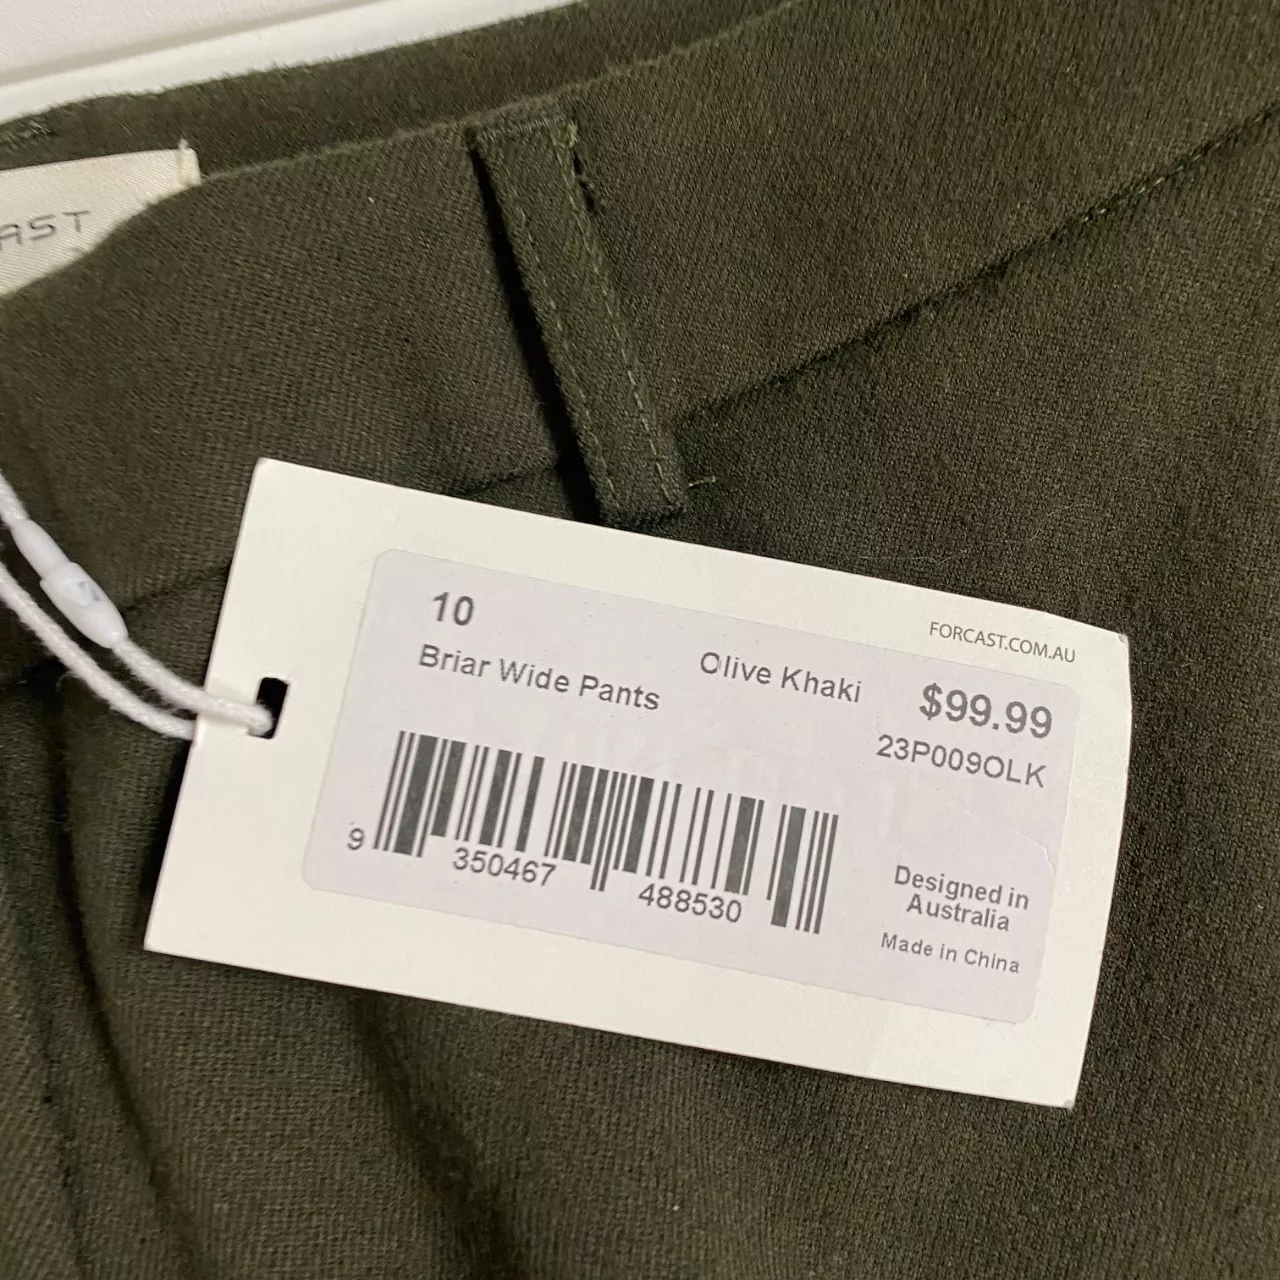 AST
FORCAST.COM.AU
10
Briar Wide Pants
Olive Khaki
$99.99
23P009OLK
9 350467 488530
Designed in
Australia
Made in China